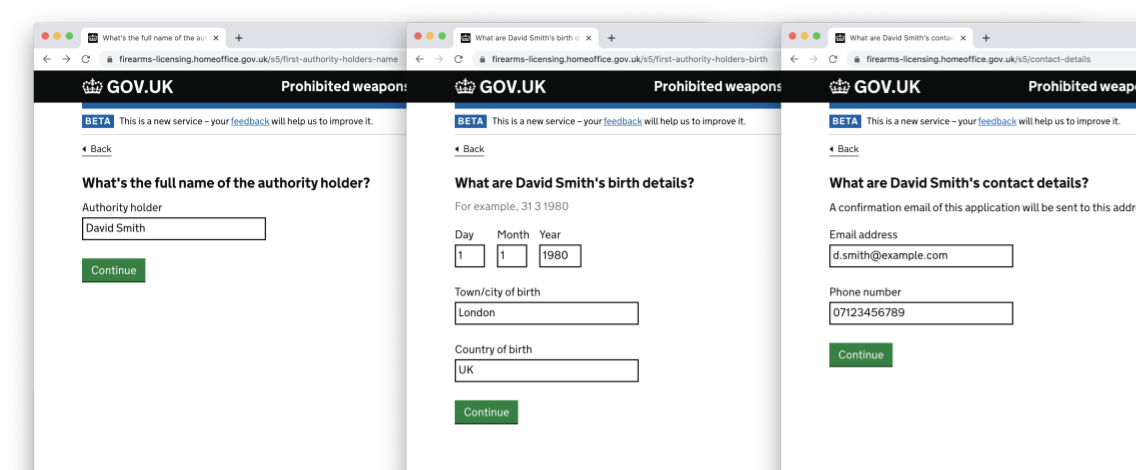 What's the full name of the aut
firearms-licensing.homeoffice.gov.uk/s5/first-authority-holders-name
GOV.UK Prohibited weapons
BETA This is a new service – your feedback will help us to improve it.
Back
What's the full name of the authority holder?
Authority holder
David Smith
Continue
What are David Smith's birth d
firearms-licensing.homeoffice.gov.uk/s5/first-authority-holders-birth
GOV.UK Prohibited weapons
BETA This is a new service – your feedback will help us to improve it.
Back
What are David Smith's birth details?
For example, 31 3 1980
Day Month Year
1 1 1980
Town/city of birth
London
Country of birth
UK
Continue
What are David Smith's contac
firearms-licensing.homeoffice.gov.uk/s5/contact-details
GOV.UK Prohibited weap
BETA This is a new service – your feedback will help us to improve it.
Back
What are David Smith's contact details?
A confirmation email of this application will be sent to this addr
Email address
d.smith@example.com
Phone number
07123456789
Continue